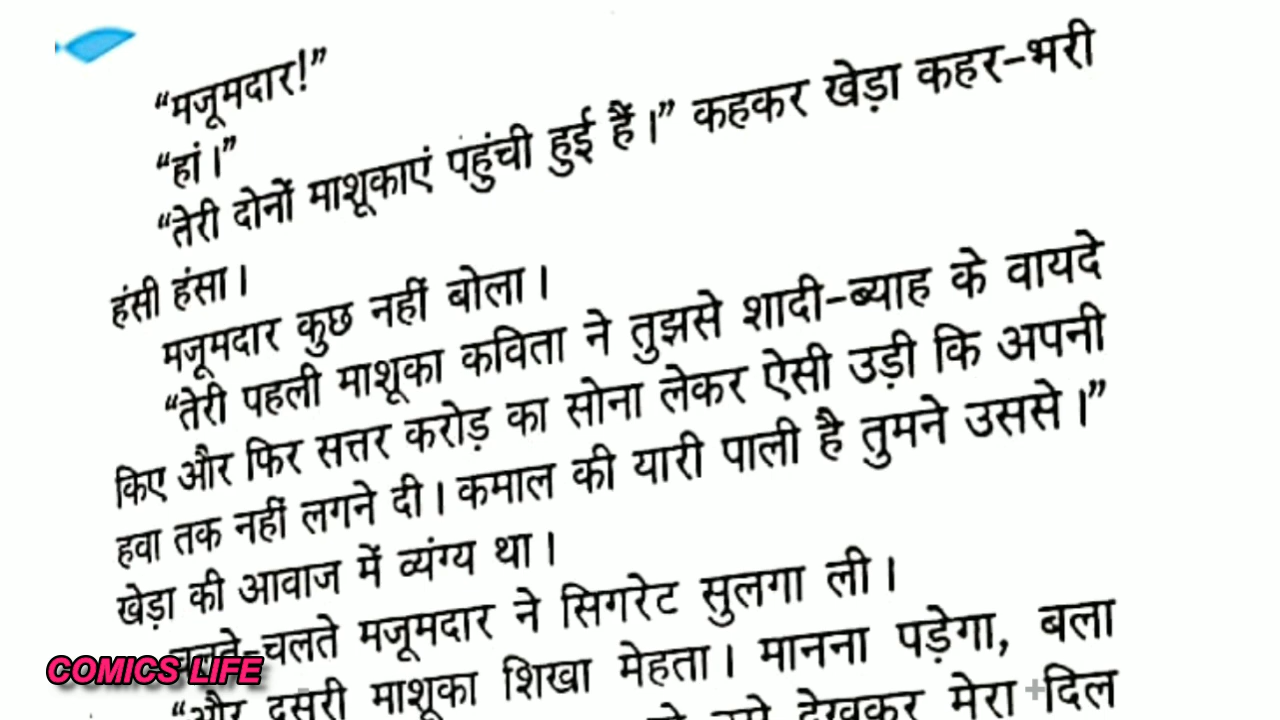 “मजूमदार!”
“हां।”
“तेरी दोनों माशूकाएं पहुंची हुई हैं।” कहकर खेड़ा कहर-भरी
हंसी हंसा।
मजूमदार कुछ नहीं बोला।
“तेरी पहली माशूका कविता ने तुझसे शादी-ब्याह के वायदे
किए और फिर सत्तर करोड़ का सोना लेकर ऐसी उड़ी कि अपनी
हवा तक नहीं लगने दी। कमाल की यारी पाली है तुमने उससे।”
खेड़ा की आवाज में व्यंग्य था।
चलते-चलते मजूमदार ने सिगरेट सुलगा ली।
“और दूसरी माशूका शिखा मेहता। मानना पड़ेगा, बला
देखकर मेरा दिल
COMICS LIFE